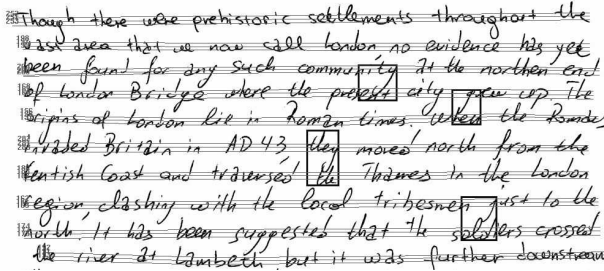 Though there were prehistoric settlements throughout the
vast area that we now call London, no evidence has yet
been found for any such community at the northen end
of London Bridge where the present city grew up. The
origins of London lie in Roman times. When the Romans
invaded Britain in AD 43, they moved north from the
Kentish Coast and traversed the Thames in the London
region, clashing with the local tribesmen just to the
north. It has been suggested that the soldiers crossed
the river at Lambeth, but it was further downstream